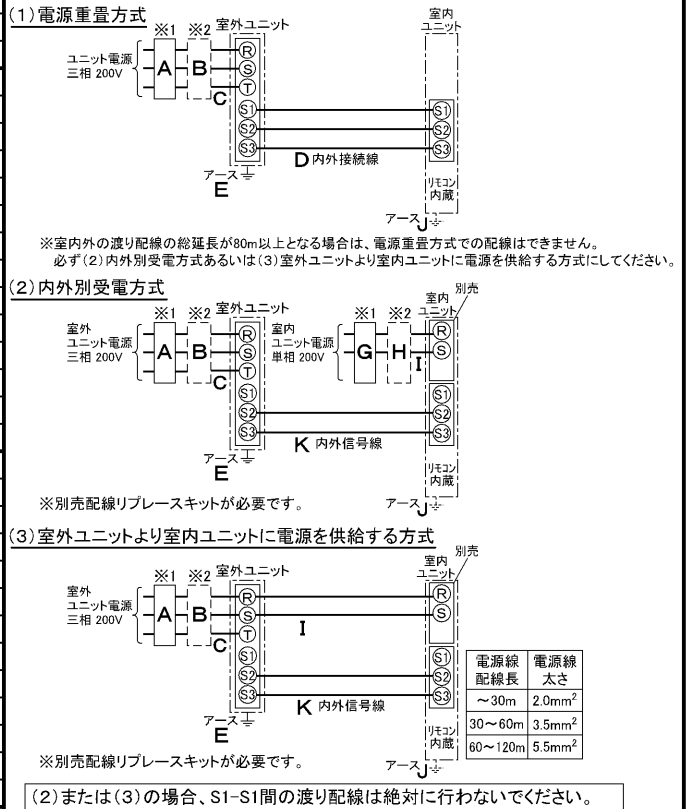 (1)電源重畳方式
※1 ※2 室外ユニット
室内
ユニット
ユニット電源
三相 200V
A B C
R
S
T
S1
S2
S3
S1
S2
S3
D 内外接続線
アース
E
リモコン
内蔵
アース J
※室内外の渡り配線の総延長が80m以上となる場合は、電源重畳方式での配線はできません。
必ず(2)内外別受電方式あるいは(3)室外ユニットより室内ユニットに電源を供給する方式にしてください。
(2)内外別受電方式
※1 ※2 室外ユニット
室外
ユニット電源
三相 200V
A B C
R
S
T
S1
S2
S3
※1 ※2
室内
ユニット電源
単相 200V
G H I
室内
ユニット
別売
R
S
S1
S2
S3
K 内外信号線
アース
E
リモコン
内蔵
アース J
※別売配線リプレースキットが必要です。
(3)室外ユニットより室内ユニットに電源を供給する方式
※1 ※2 室外ユニット
室外
ユニット電源
三相 200V
A B C
R
S
T
S1
S2
S3
I
室内
ユニット
別売
R
S
S1
S2
S3
K 内外信号線
アース
E
リモコン
内蔵
アース J
電源線配線長 電源線太さ
~30m 2.0mm²
30~60m 3.5mm²
60~120m 5.5mm²
※別売配線リプレースキットが必要です。
(2)または(3)の場合、S1-S1間の渡り配線は絶対に行わないでください。